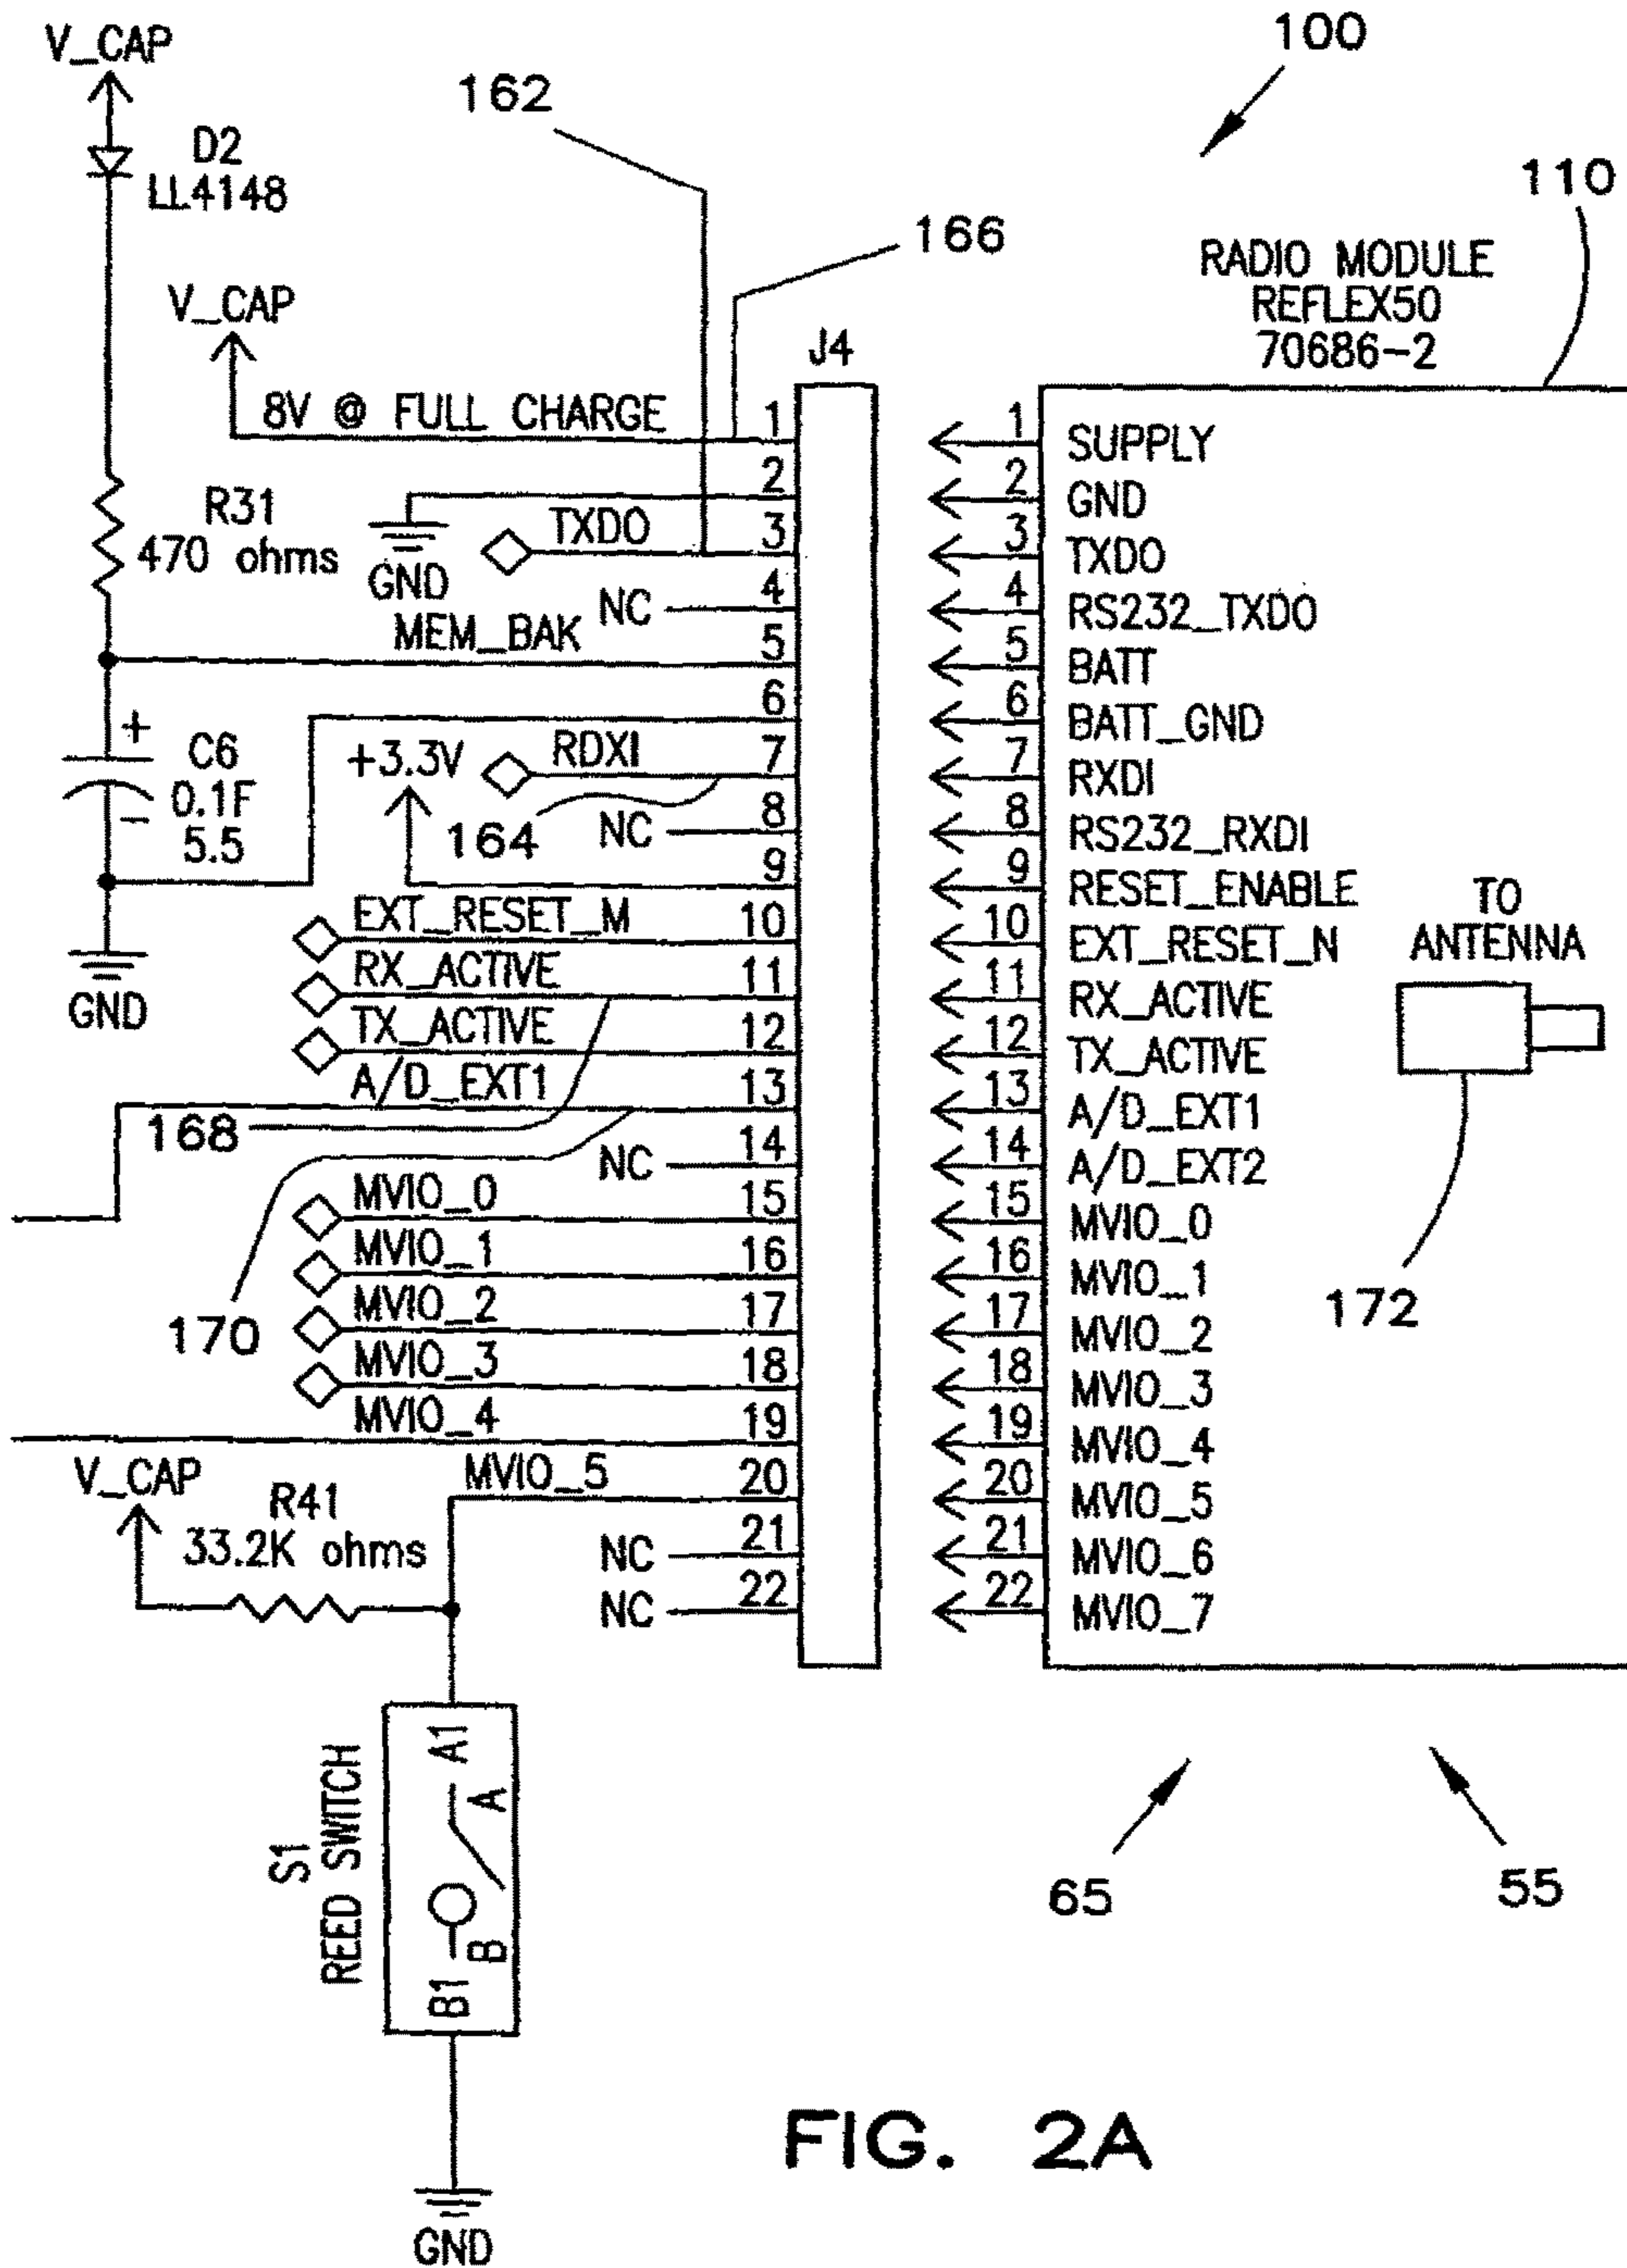 V_CAP
D2
LL4148
162
100
110
166
RADIO MODULE
REFLEX50
70686-2
V_CAP
J4
8V @ FULL CHARGE
1
2
GND
TXDO
3
NC
4
MEM_BAK
5
6
RDXI
7
NC
8
+3.3V
9
EXT_RESET_M
10
RX_ACTIVE
11
TX_ACTIVE
12
A/D_EXT1
13
NC
14
MVIO_0
15
MVIO_1
16
MVIO_2
17
MVIO_3
18
MVIO_4
19
MVIO_5
20
NC
21
NC
22
R31
470 ohms
+
C6
0.1F
5.5
−
GND
164
168
170
V_CAP
R41
33.2K ohms
1 SUPPLY
2 GND
3 TXDO
4 RS232_TXDO
5 BATT
6 BATT_GND
7 RXDI
8 RS232_RXDI
9 RESET_ENABLE
10 EXT_RESET_N
11 RX_ACTIVE
12 TX_ACTIVE
13 A/D_EXT1
14 A/D_EXT2
15 MVIO_0
16 MVIO_1
17 MVIO_2
18 MVIO_3
19 MVIO_4
20 MVIO_5
21 MVIO_6
22 MVIO_7
TO
ANTENNA
172
S1
REED SWITCH
A1
A
B
B1
GND
65
55
FIG. 2A